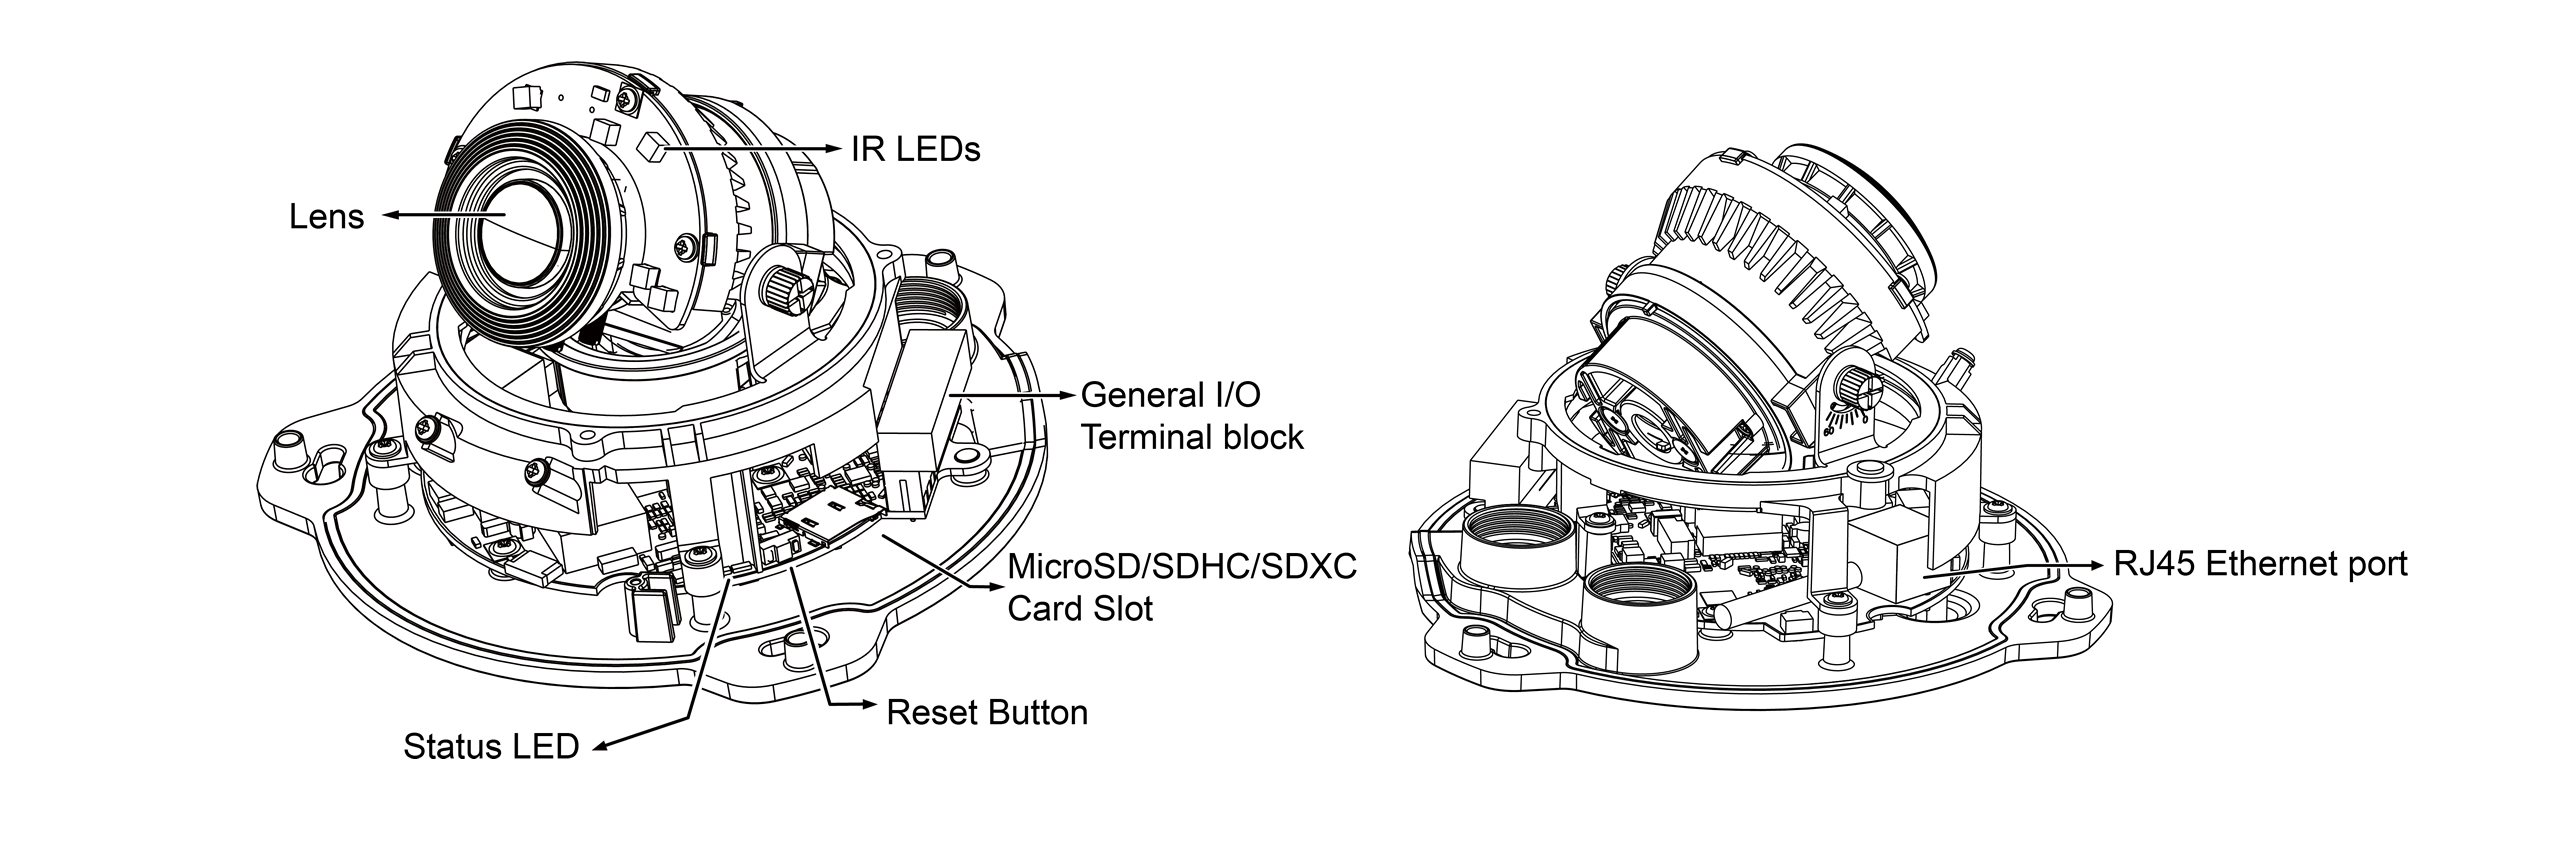 IR LEDs
Lens
General I/O
Terminal block
MicroSD/SDHC/SDXC
Card Slot
Reset Button
Status LED
RJ45 Ethernet port